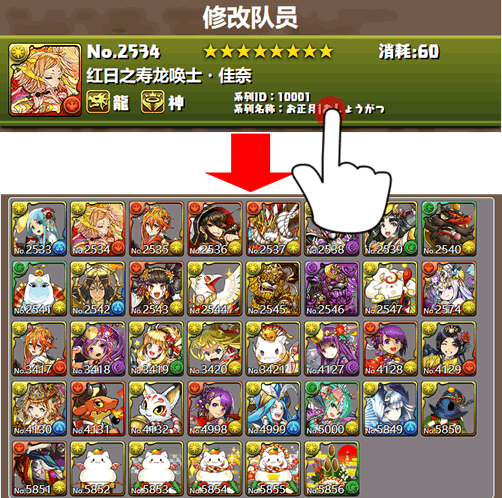 修改队员
No.2534 ★★★★★★★★ 消耗:60
红日之寿龙唤士·佳奈
龍 神
系列ID：10001
系列名称：お正月 しょうがつ
No.2533 No.2534 No.2535 No.2536 No.2537 No.2538 No.2539 No.2540
No.2541 No.2542 No.2543 No.2544 No.2545 No.2546 No.2547 No.2574
No.3417 No.3418 No.3419 No.3420 No.3421 No.4127 No.4128 No.4129
No.4130 No.4131 No.4132 No.4998 No.4999 No.5000 No.5849 No.5850
No.5851 No.5852 No.5853 No.5854 No.5855 No.5856